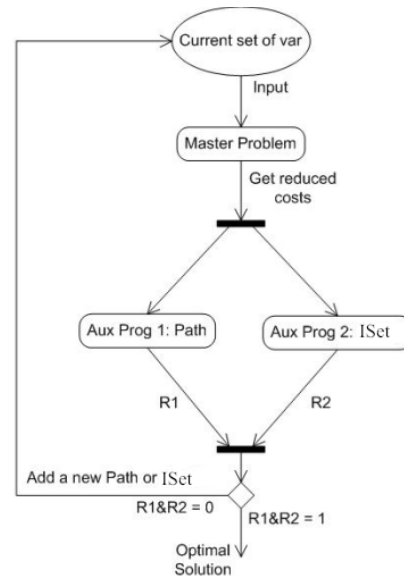 Current set of var
Input
Master Problem
Get reduced
costs
Aux Prog 1: Path
Aux Prog 2: ISet
R1
R2
Add a new Path or ISet
R1&R2 = 0
R1&R2 = 1
Optimal
Solution